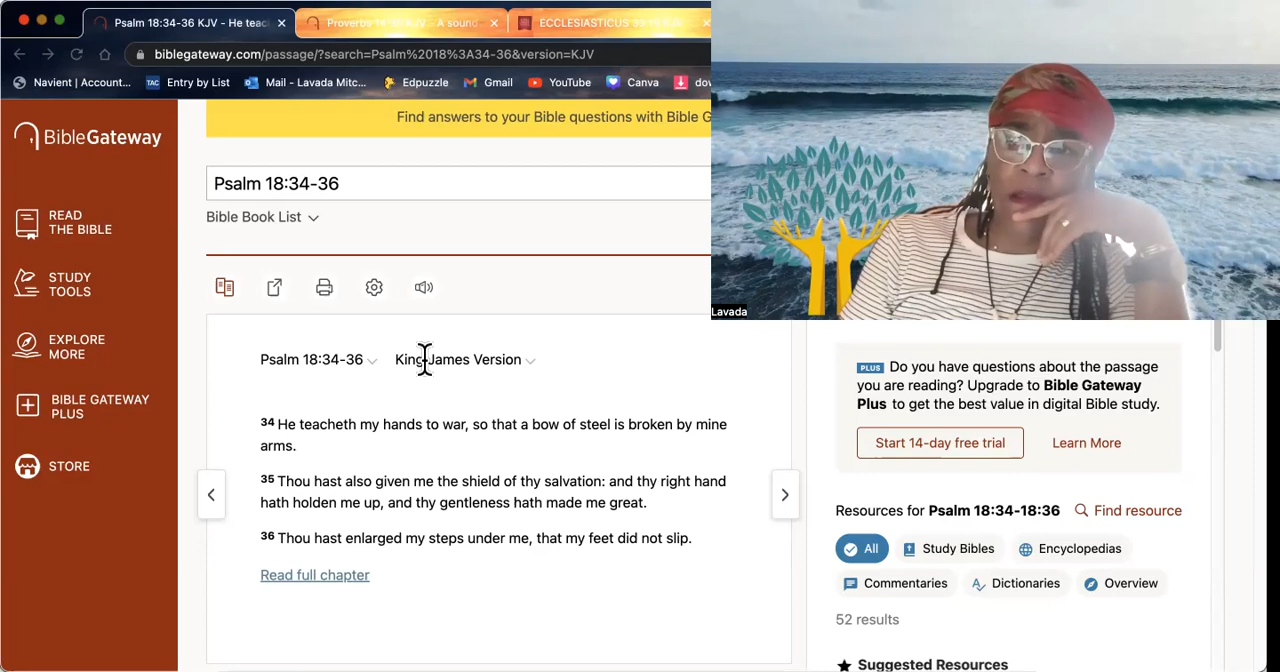 Psalm 18:34-36 KJV - He teac
Proverbs 14:30 KJV - A sound
ECCLESIASTICUS
KJV
biblegateway.com/passage/?search=Psalm%2018%3A34-36&version=KJV
Navient | Account...
TAC Entry by List
Mail - Lavada Mitc...
Edpuzzle
Gmail
YouTube
Canva
dow
BibleGateway
Find answers to your Bible questions with Bible G
Psalm 18:34-36
Bible Book List
READ
THE BIBLE
STUDY
TOOLS
EXPLORE
MORE
BIBLE GATEWAY
PLUS
STORE
Lavada
Psalm 18:34-36 King James Version
34 He teacheth my hands to war, so that a bow of steel is broken by mine
arms.
35 Thou hast also given me the shield of thy salvation: and thy right hand
hath holden me up, and thy gentleness hath made me great.
36 Thou hast enlarged my steps under me, that my feet did not slip.
Read full chapter
PLUS Do you have questions about the passage
you are reading? Upgrade to Bible Gateway
Plus to get the best value in digital Bible study.
Start 14-day free trial
Learn More
Resources for Psalm 18:34-18:36
Find resource
All
Study Bibles
Encyclopedias
Commentaries
Dictionaries
Overview
52 results
Suggested Resources